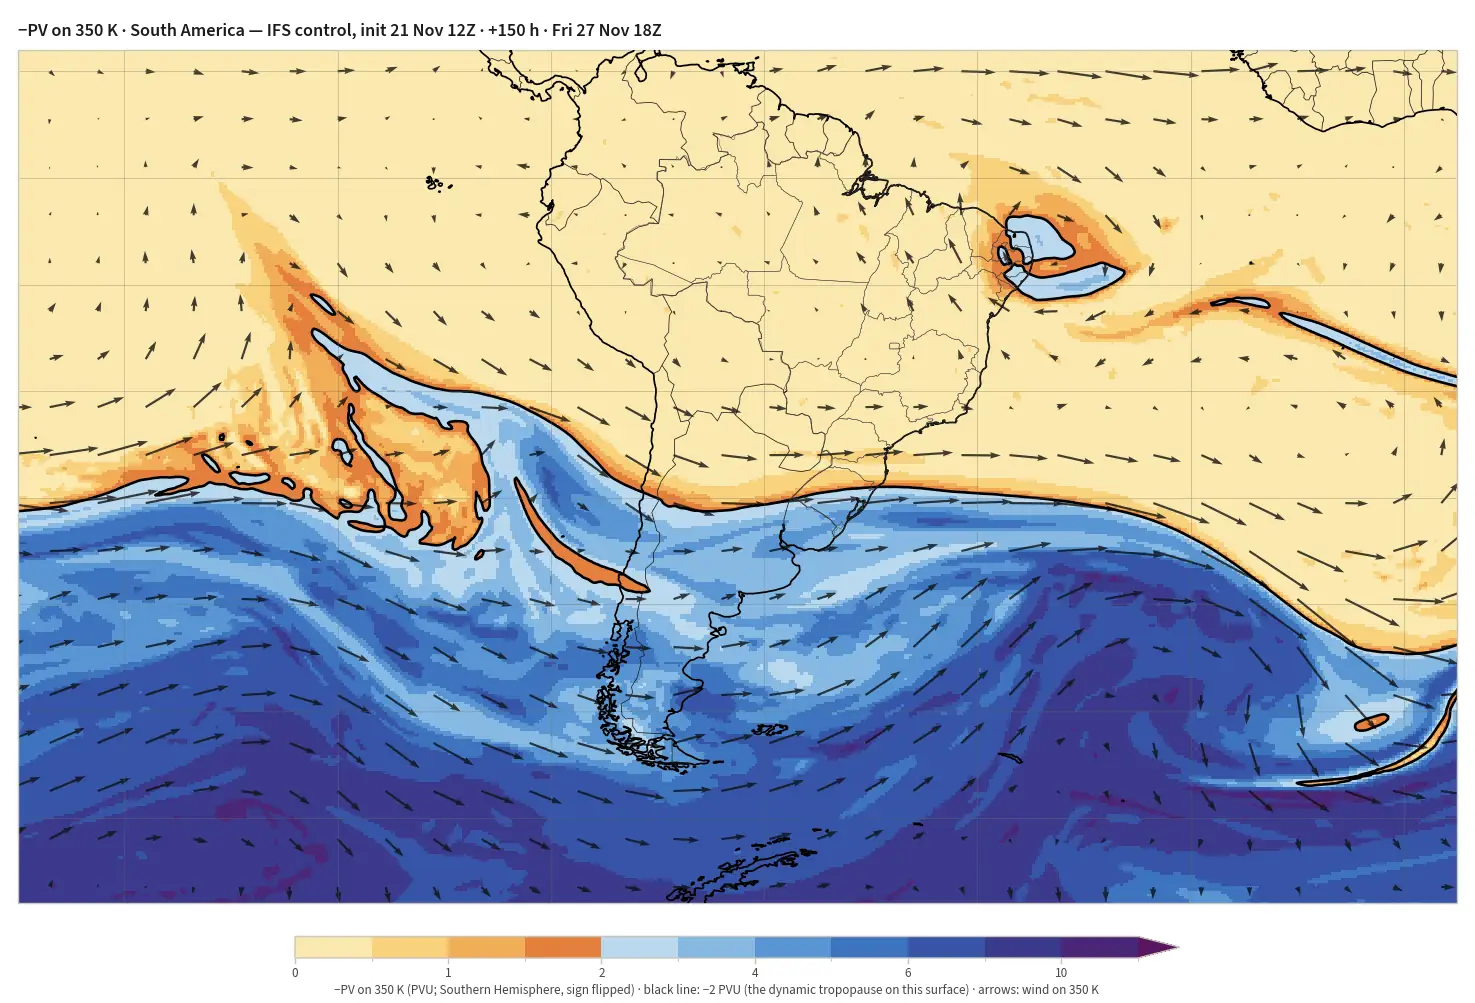 −PV on 350 K · South America — IFS control, init 21 Nov 12Z · +150 h · Fri 27 Nov 18Z
0 1 2 4 6 10
−PV on 350 K (PVU; Southern Hemisphere, sign flipped) · black line: −2 PVU (the dynamic tropopause on this surface) · arrows: wind on 350 K